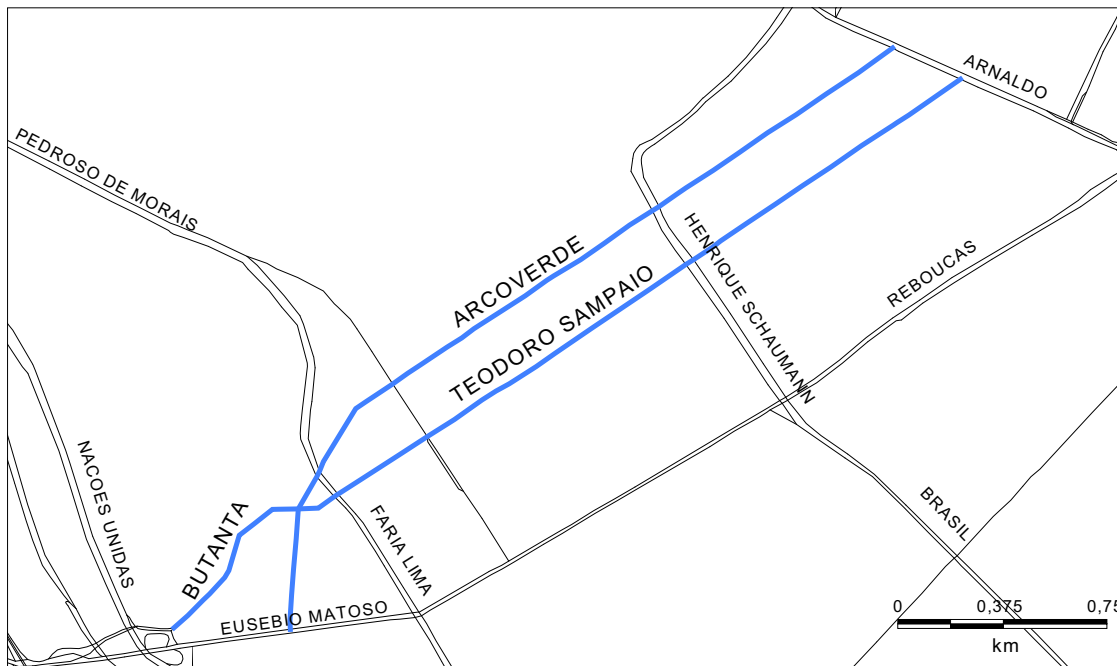 ARNALDO
PEDROSO DE MORAIS
ARCOVERDE
HENRIQUE SCHAUMANN
REBOUCAS
TEODORO SAMPAIO
NACOES UNIDAS
BUTANTA
FARIA LIMA
BRASIL
EUSEBIO MATOSO
0 0,375 0,75
km